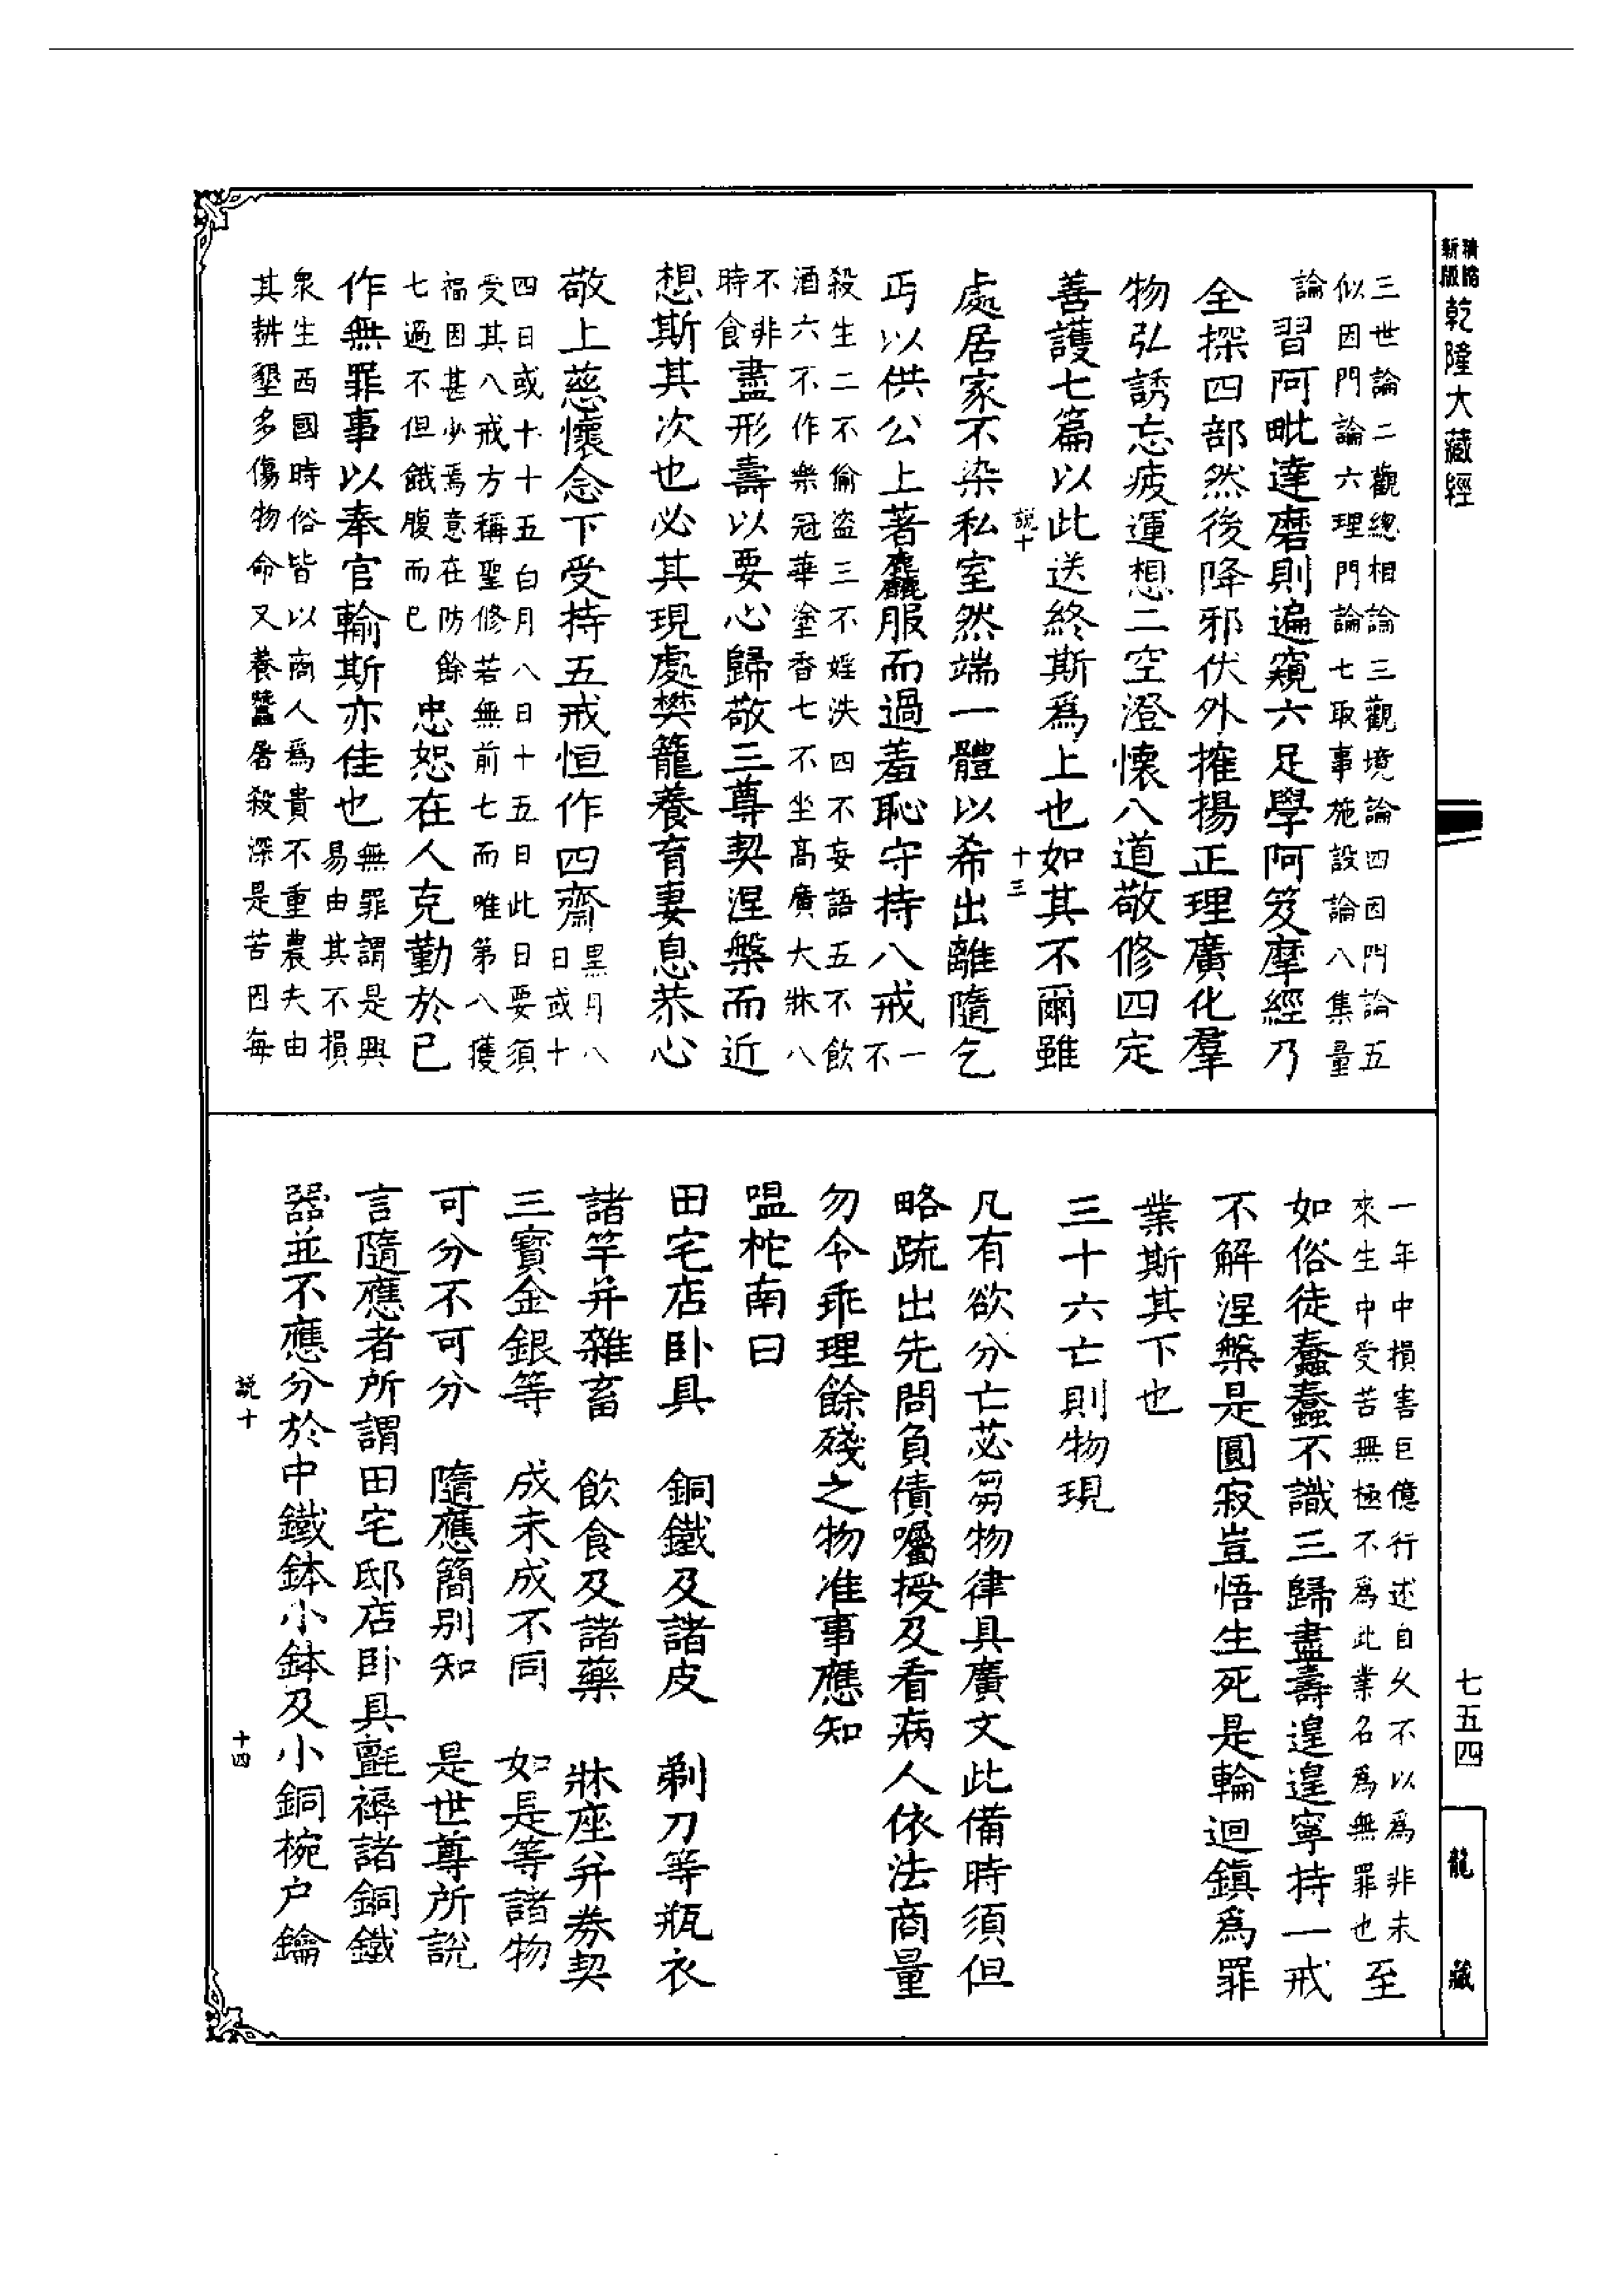 精縮
新版
乾隆大藏經
三世論二觀總相論三觀境論四因門論五
似因門論六理門論七取事施設論八集量
論習阿毗達磨則遍窺六足學阿笈摩經乃
全探四部然後降邪伏外搉揚正理廣化羣
物弘誘忘疲運想二空澄懷八道敬修四定
善護七篇以此送終斯爲上也如其不爾雖
說十 十三
處居家不染私室然端一體以希出離隨乞
丐以供公上著麤服而過羞恥守持八戒一不
殺生二不偷盗三不婬泆四不妄語五不飲
酒六不作樂冠華塗香七不坐高廣大牀八
不非時食盡形壽以要心歸敬三尊契涅槃而近
想斯其次也必其現處樊籠養育妻息恭心
敬上慈懷念下受持五戒恒作四齋黑月八日或十
四日或十十五白月八日十五日此日要須
受其八戒方稱聖修若無前七而唯第八獲
福因甚少焉意在防餘
七過不但餓腹而已忠恕在人克勤於己
作無罪事以奉官輸斯亦佳也無罪謂是興易由其不損
衆生西國時俗皆以商人爲貴不重農夫由
其耕墾多傷物命又養蠶屠殺深是苦因每
一年中損害巨億行述自久不以爲非未
來生中受苦無極不爲此業名爲無罪也至
如俗徒蠢蠢不識三歸盡壽遑遑寧持一戒
不解涅槃是圓寂豈悟生死是輪迴鎮爲罪
業斯其下也
三十六亡則物現
凡有欲分亡苾芻物律具廣文此備時須但
略疏出先問負債囑授及看病人依法商量
勿令乖理餘殘之物准事應知
嗢柁南曰
田宅店卧具 銅鐵及諸皮 剃刀等瓶衣
諸竿并雜畜 飲食及諸藥 牀座并券契
三寳金銀等 成未成不同 如是等諸物
可分不可分 隨應簡别知 是世尊所說
言隨應者所謂田宅邸店卧具氈褥諸銅鐵
器並不應分於中鐵鉢小鉢及小銅椀户鑰
說十 十四
七五四
龍藏